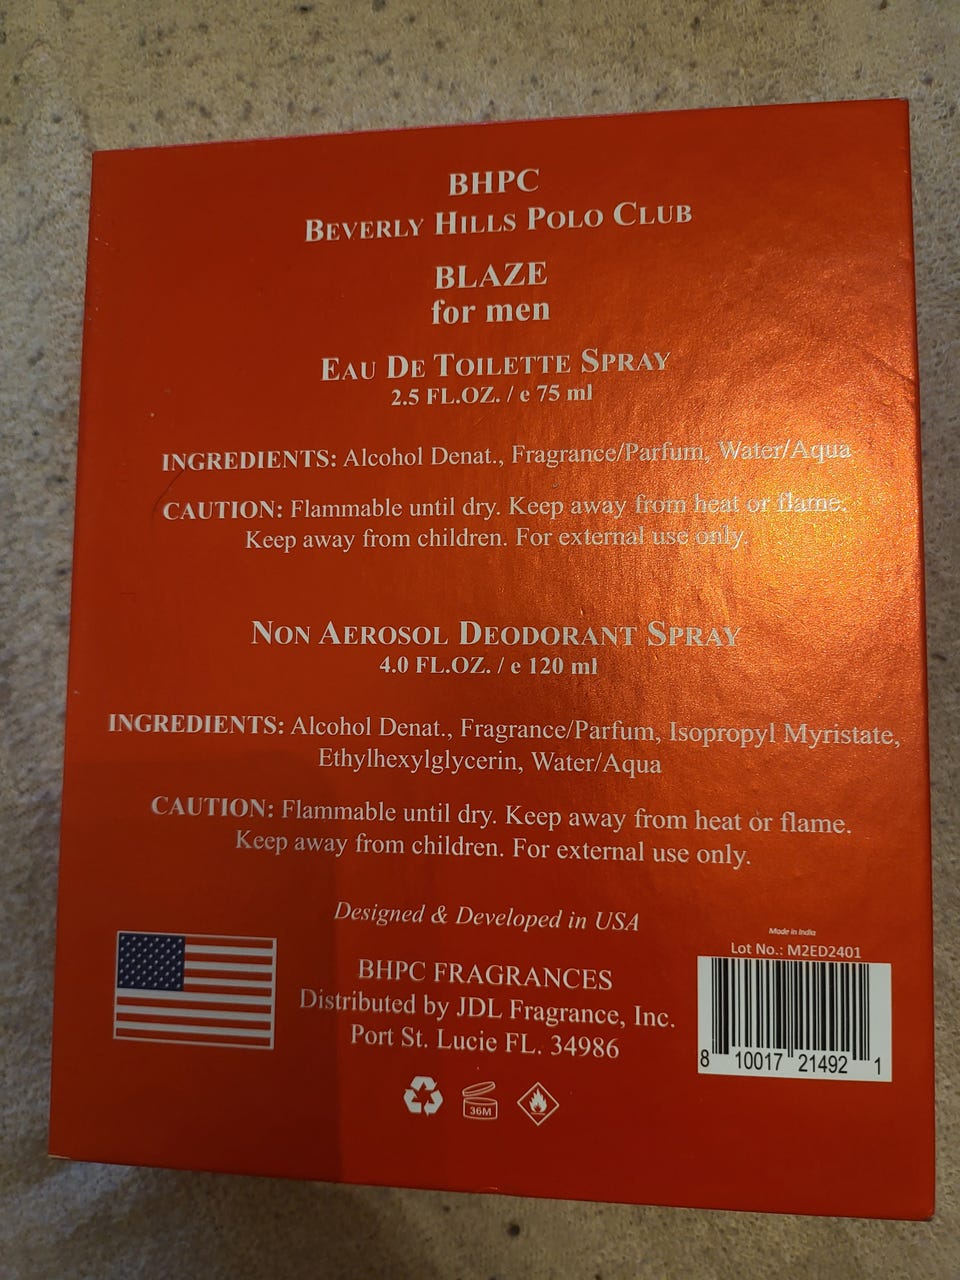 BHPC
BEVERLY HILLS POLO CLUB
BLAZE
for men
EAU DE TOILETTE SPRAY
2.5 FL.OZ. / e 75 ml
INGREDIENTS: Alcohol Denat., Fragrance/Parfum, Water/Aqua
CAUTION: Flammable until dry. Keep away from heat or flame.
Keep away from children. For external use only.
NON AEROSOL DEODORANT SPRAY
4.0 FL.OZ. / e 120 ml
INGREDIENTS: Alcohol Denat., Fragrance/Parfum, Isopropyl Myristate,
Ethylhexylglycerin, Water/Aqua
CAUTION: Flammable until dry. Keep away from heat or flame.
Keep away from children. For external use only.
Designed & Developed in USA
BHPC FRAGRANCES
Distributed by JDL Fragrance, Inc.
Port St. Lucie FL. 34986
36M
Made in India
Lot No.: M2ED2401
8 10017 21492 1